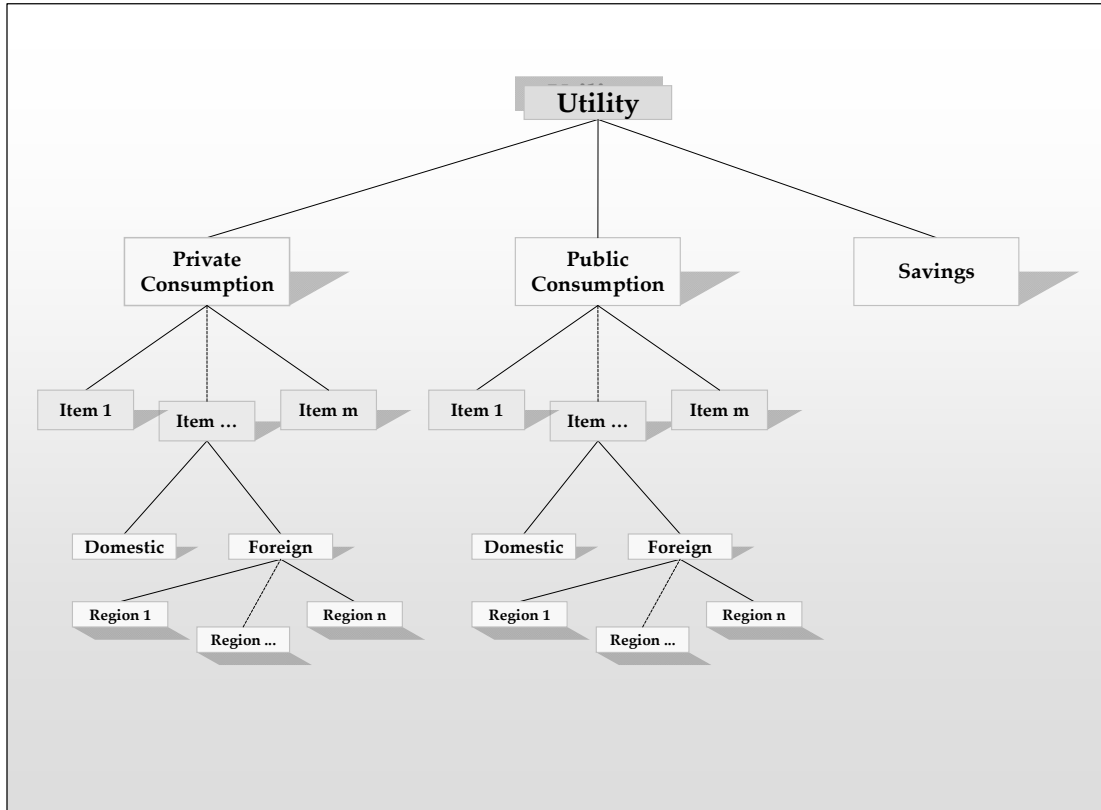 Utility
Private
Consumption
Public
Consumption
Savings
Item 1
Item …
Item m
Item 1
Item …
Item m
Domestic
Foreign
Domestic
Foreign
Region 1
Region ...
Region n
Region 1
Region ...
Region n